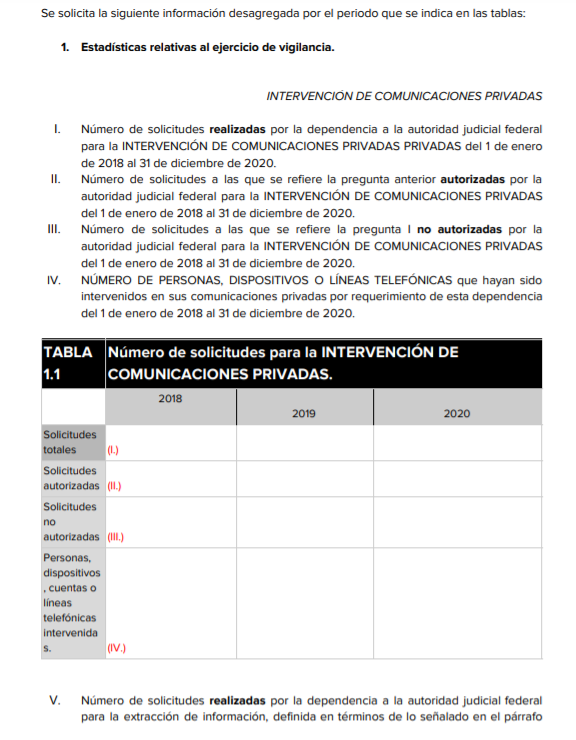 Se solicita la siguiente información desagregada por el periodo que se indica en las tablas:
1. Estadísticas relativas al ejercicio de vigilancia.
INTERVENCIÓN DE COMUNICACIONES PRIVADAS
I. Número de solicitudes realizadas por la dependencia a la autoridad judicial federal
para la INTERVENCIÓN DE COMUNICACIONES PRIVADAS PRIVADAS del 1 de enero
de 2018 al 31 de diciembre de 2020.
II. Número de solicitudes a las que se refiere la pregunta anterior autorizadas por la
autoridad judicial federal para la INTERVENCIÓN DE COMUNICACIONES PRIVADAS
del 1 de enero de 2018 al 31 de diciembre de 2020.
III. Número de solicitudes a las que se refiere la pregunta I no autorizadas por la
autoridad judicial federal para la INTERVENCIÓN DE COMUNICACIONES PRIVADAS
del 1 de enero de 2018 al 31 de diciembre de 2020.
IV. NÚMERO DE PERSONAS, DISPOSITIVOS O LÍNEAS TELEFÓNICAS que hayan sido
intervenidos en sus comunicaciones privadas por requerimiento de esta dependencia
del 1 de enero de 2018 al 31 de diciembre de 2020.
TABLA
1.1
Número de solicitudes para la INTERVENCIÓN DE
COMUNICACIONES PRIVADAS.
2018
2019
2020
Solicitudes
totales
(I.)
Solicitudes
autorizadas
(II.)
Solicitudes
no
autorizadas
(III.)
Personas,
dispositivos
, cuentas o
líneas
telefónicas
intervenida
s.
(IV.)
V. Número de solicitudes realizadas por la dependencia a la autoridad judicial federal
para la extracción de información, definida en términos de lo señalado en el párrafo